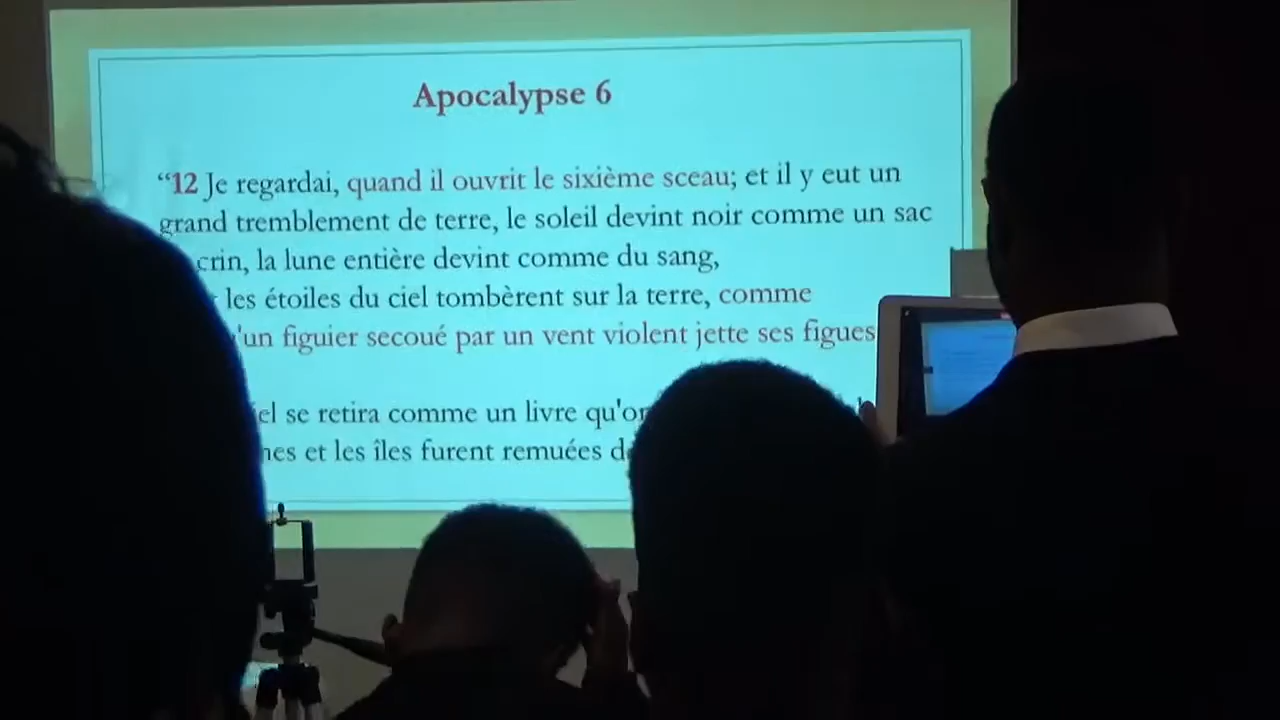 Apocalypse 6
“12 Je regardai, quand il ouvrit le sixième sceau; et il y eut un
grand tremblement de terre, le soleil devint noir comme un sac
crin, la lune entière devint comme du sang,
les étoiles du ciel tombèrent sur la terre, comme
qu'un figuier secoué par un vent violent jette ses figues
se retira comme un livre
et les îles furent remuées